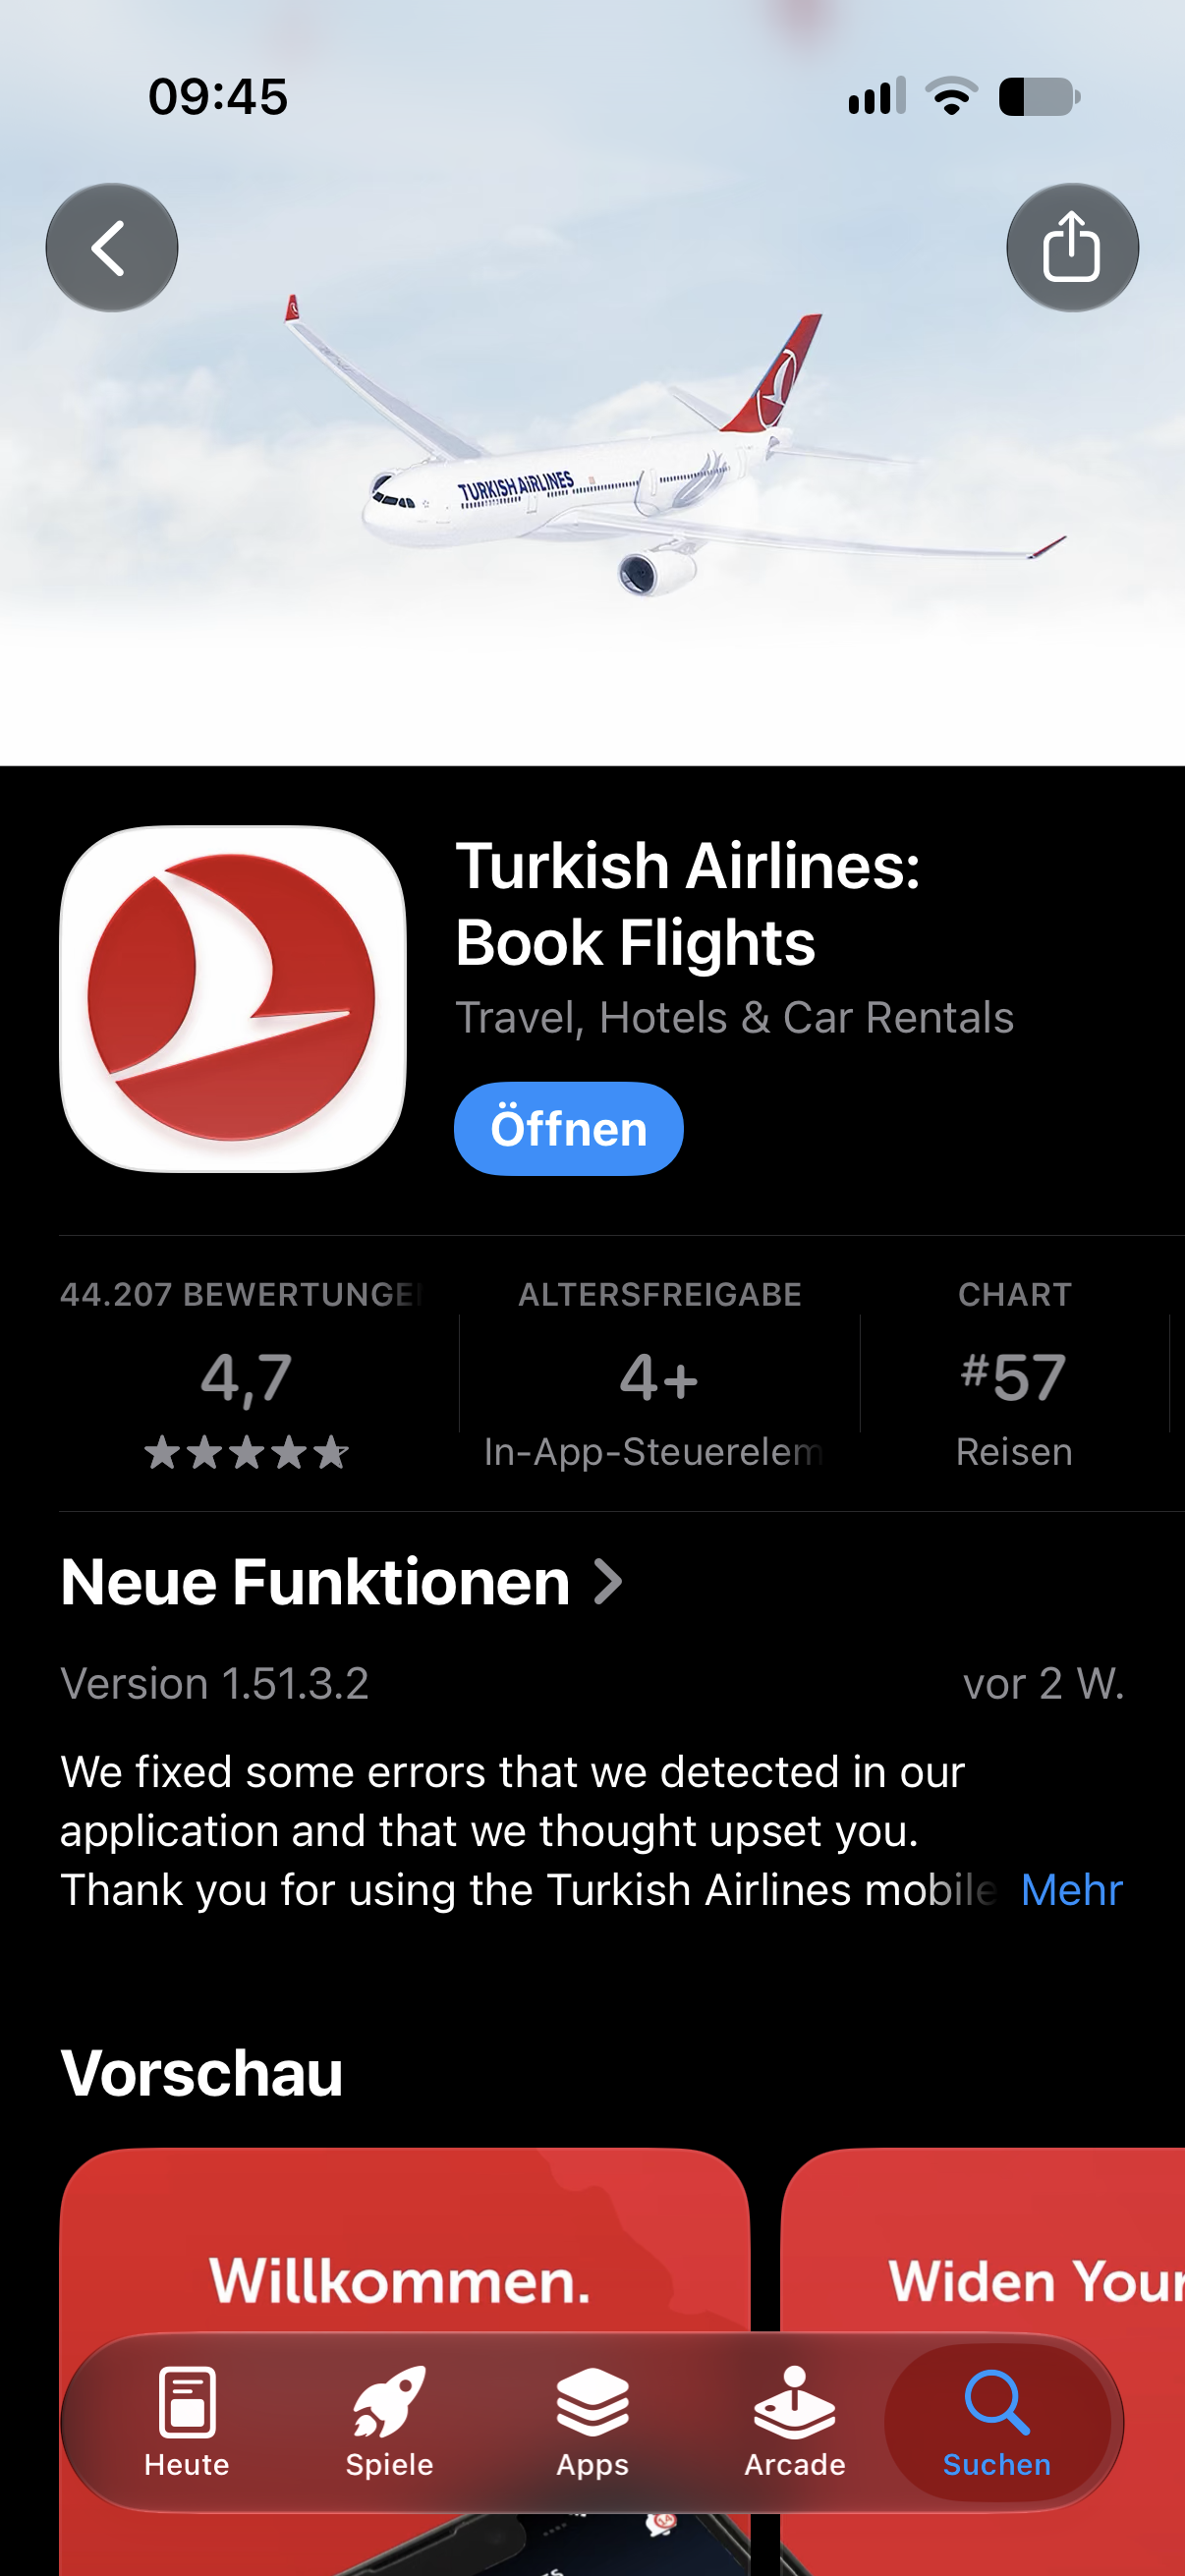 09:45
TURKISH AIRLINES
Turkish Airlines:
Book Flights
Travel, Hotels & Car Rentals
Öffnen
44.207 BEWERTUNGEN
4,7
ALTERSFREIGABE
4+
In-App-Steuerelem
CHART
#57
Reisen
Neue Funktionen
Version 1.51.3.2
vor 2 W.
We fixed some errors that we detected in our
application and that we thought upset you.
Thank you for using the Turkish Airlines mobile Mehr
Vorschau
Willkommen.
Widen Your
Heute
Spiele
Apps
Arcade
Suchen